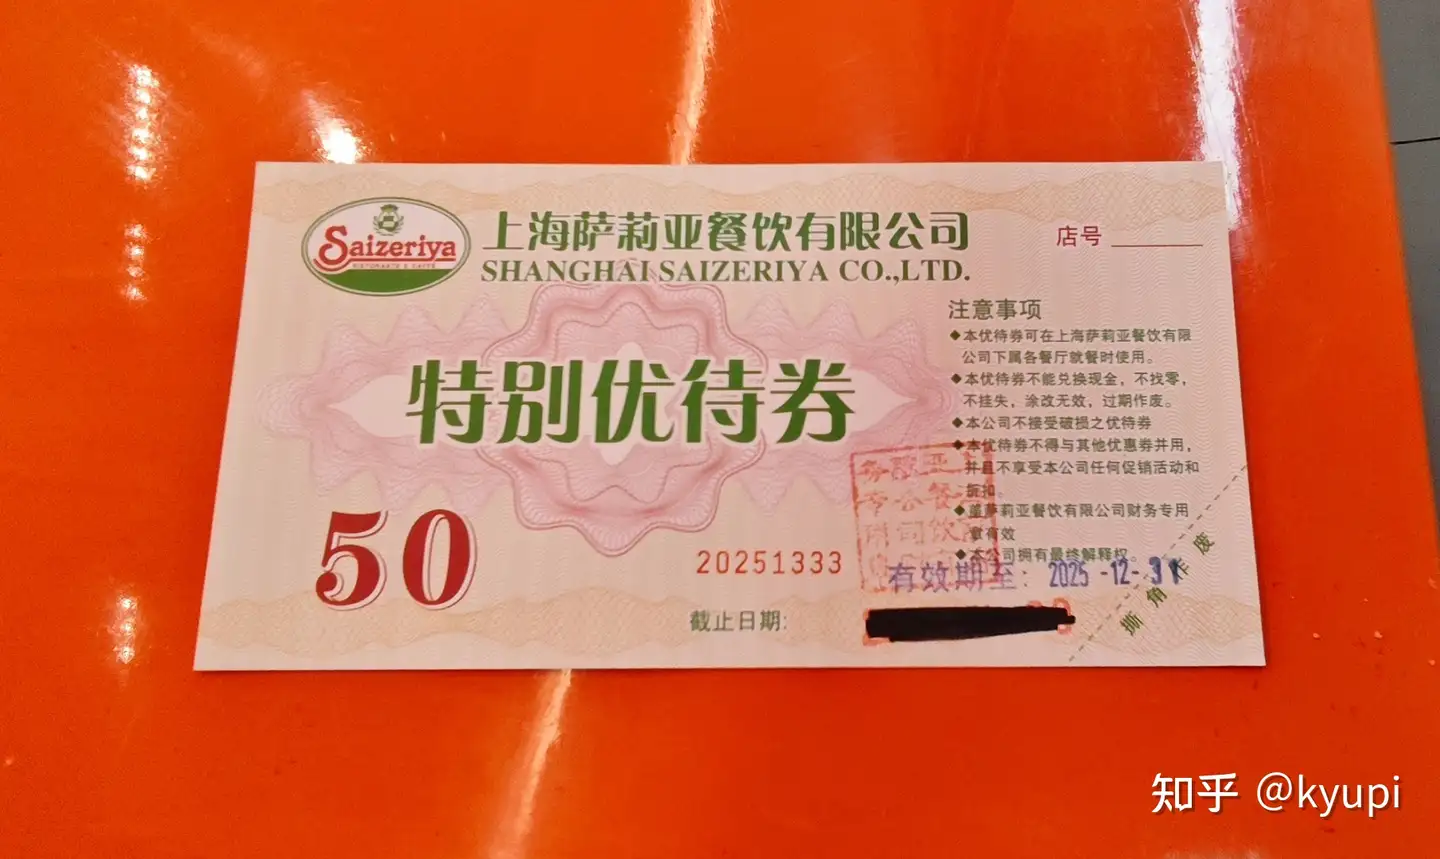 Saizeriya
RISTORANTE E CAFFÈ
上海萨莉亚餐饮有限公司
SHANGHAI SAIZERIYA CO.,LTD.
店号
特别优待券
50
20251333
截止日期:
注意事项
◆本优待券可在上海萨莉亚餐饮有限
公司下属各餐厅就餐时使用。
◆本优待券不能兑换现金，不找零，
不挂失，涂改无效，过期作废。
◆本公司不接受破损之优待券
◆本优待券不得与其他优惠券并用，
并且不享受本公司任何促销活动和
折扣。
◆盖萨莉亚餐饮有限公司财务专用
章有效
◆本公司拥有最终解释权。
有效期至: 2025-12-31
撕角作废
知乎 @kyupi